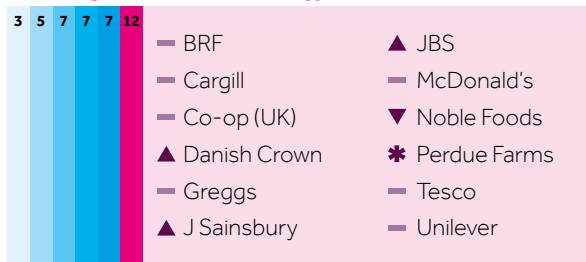 3 5 7 7 7 12
BRF
Cargill
Co-op (UK)
Danish Crown
Greggs
J Sainsbury
JBS
McDonald's
Noble Foods
Perdue Farms
Tesco
Unilever